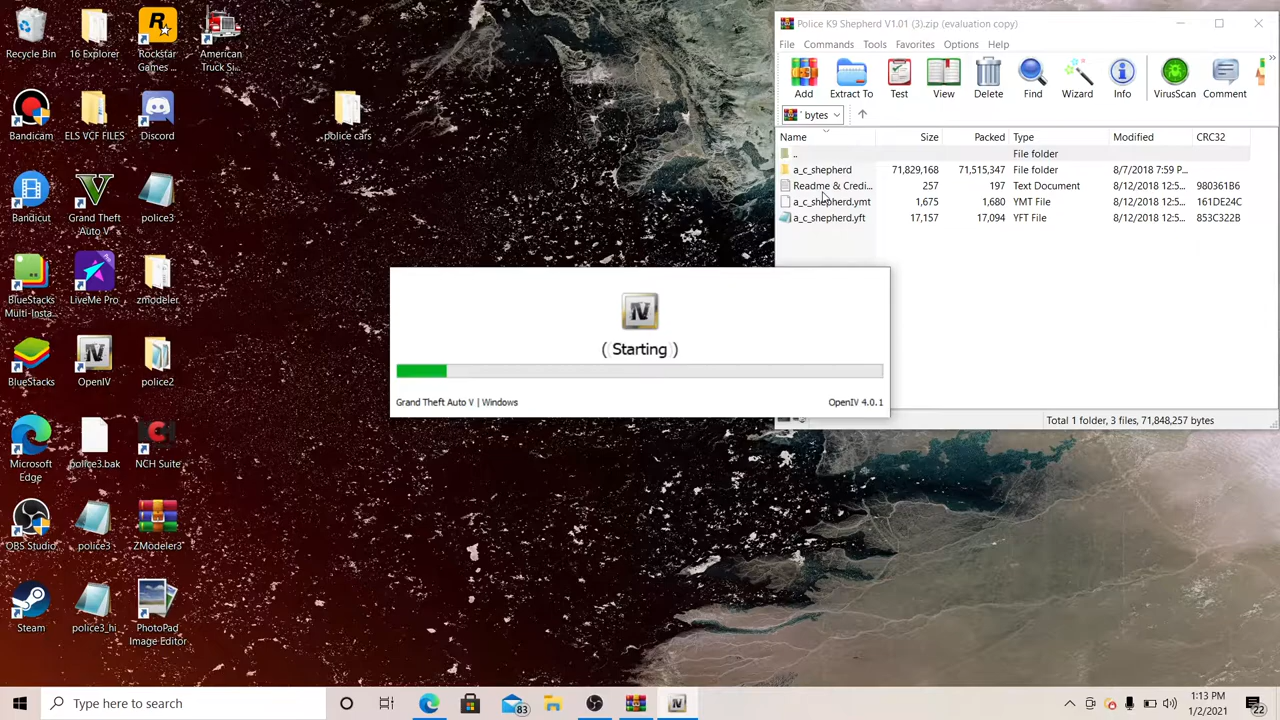 Recycle Bin
16 Explorer
Rockstar
Games ...
American
Truck Si...
Bandicam
ELS VCF FILES
Discord
police cars
Bandicut
Grand Theft
Auto V
police3
BlueStacks
Multi-Insta...
LiveMe Pro
zmodeler
BlueStacks
OpenIV
police2
Microsoft
Edge
police3.bak
NCH Suite
OBS Studio
police3
ZModeler3
Steam
police3_hi
PhotoPad
Image Editor
Police K9 Shepherd V1.01 (3).zip (evaluation copy)
File Commands Tools Favorites Options Help
Add Extract To Test View Delete Find Wizard Info VirusScan Comment
bytes
Name Size Packed Type Modified CRC32
.. File folder
a_c_shepherd 71,829,168 71,515,347 File folder 8/7/2018 7:59 P...
Readme & Credi... 257 197 Text Document 8/12/2018 12:5... 980361B6
a_c_shepherd.ymt 1,675 1,680 YMT File 8/12/2018 12:5... 161DE24C
a_c_shepherd.yft 17,157 17,094 YFT File 8/12/2018 12:5... 853C322B
Total 1 folder, 3 files, 71,848,257 bytes
IV
( Starting )
Grand Theft Auto V | Windows OpenIV 4.0.1
Type here to search
83
1:13 PM
1/2/2021
22